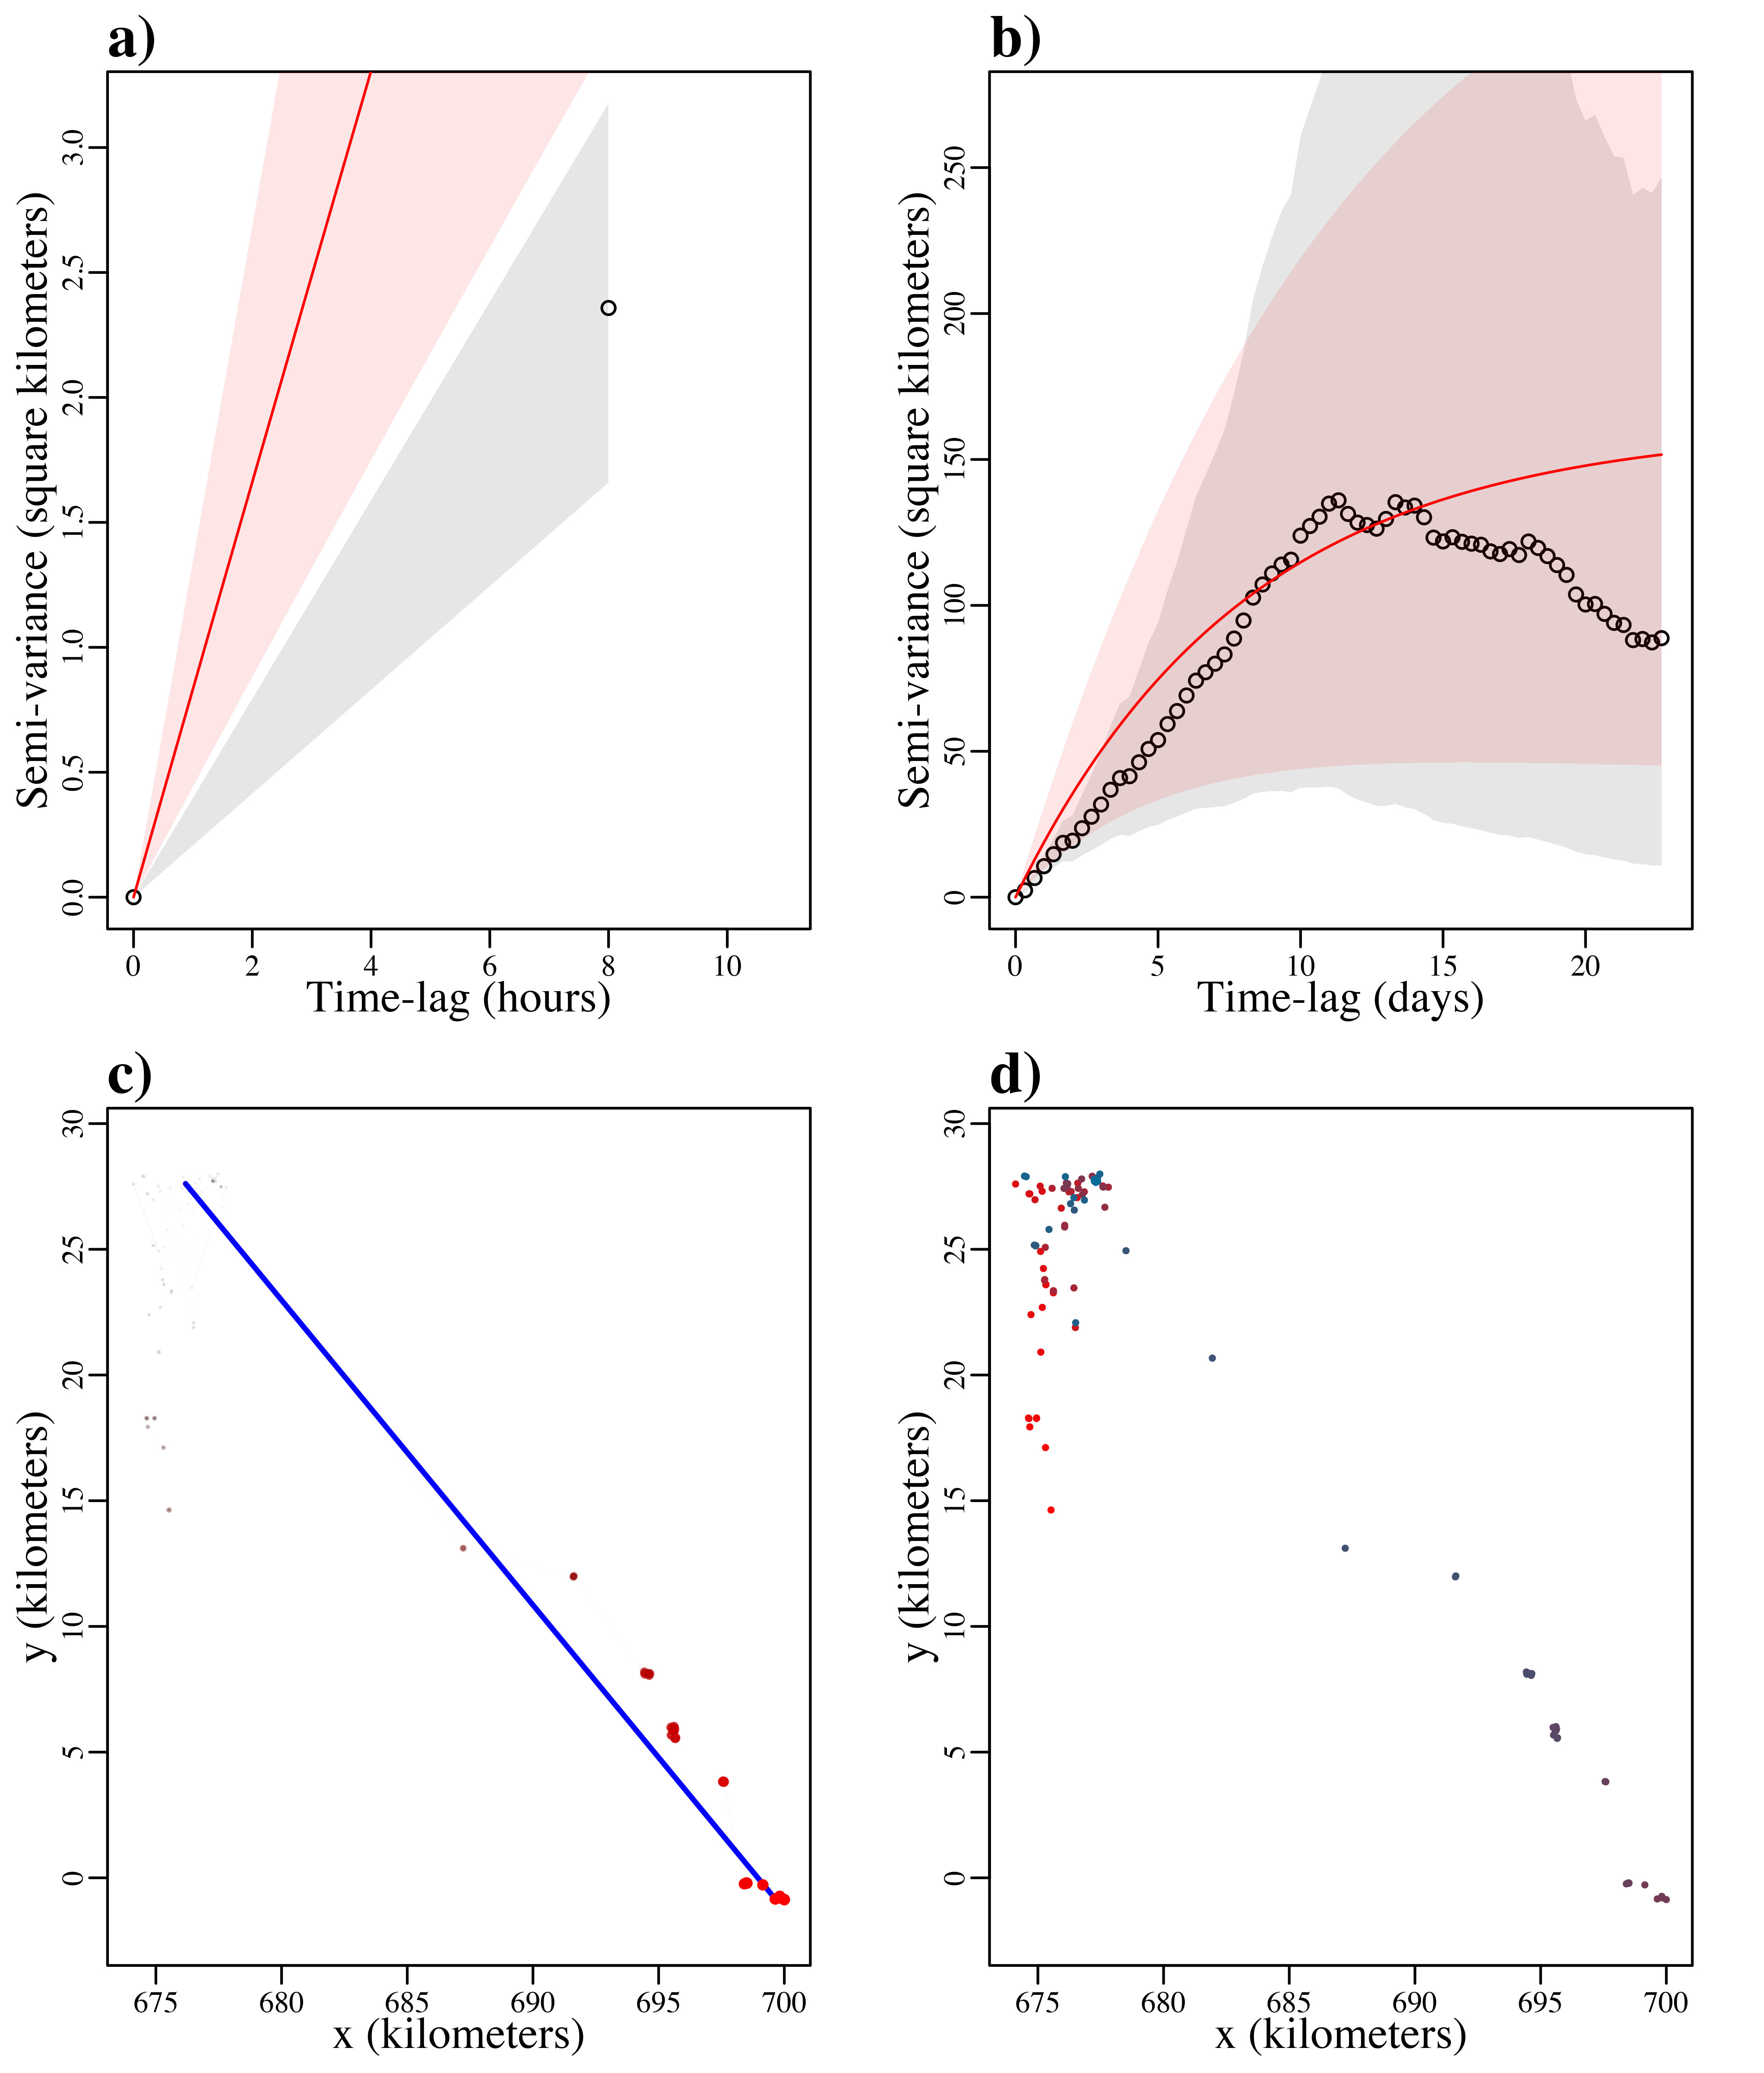 a)
Semi-variance (square kilometers)
0.0 0.5 1.0 1.5 2.0 2.5 3.0
0 2 4 6 8 10
Time-lag (hours)
b)
Semi-variance (square kilometers)
0 50 100 150 200 250
0 5 10 15 20
Time-lag (days)
c)
y (kilometers)
0 5 10 15 20 25 30
675 680 685 690 695 700
x (kilometers)
d)
y (kilometers)
0 5 10 15 20 25 30
675 680 685 690 695 700
x (kilometers)